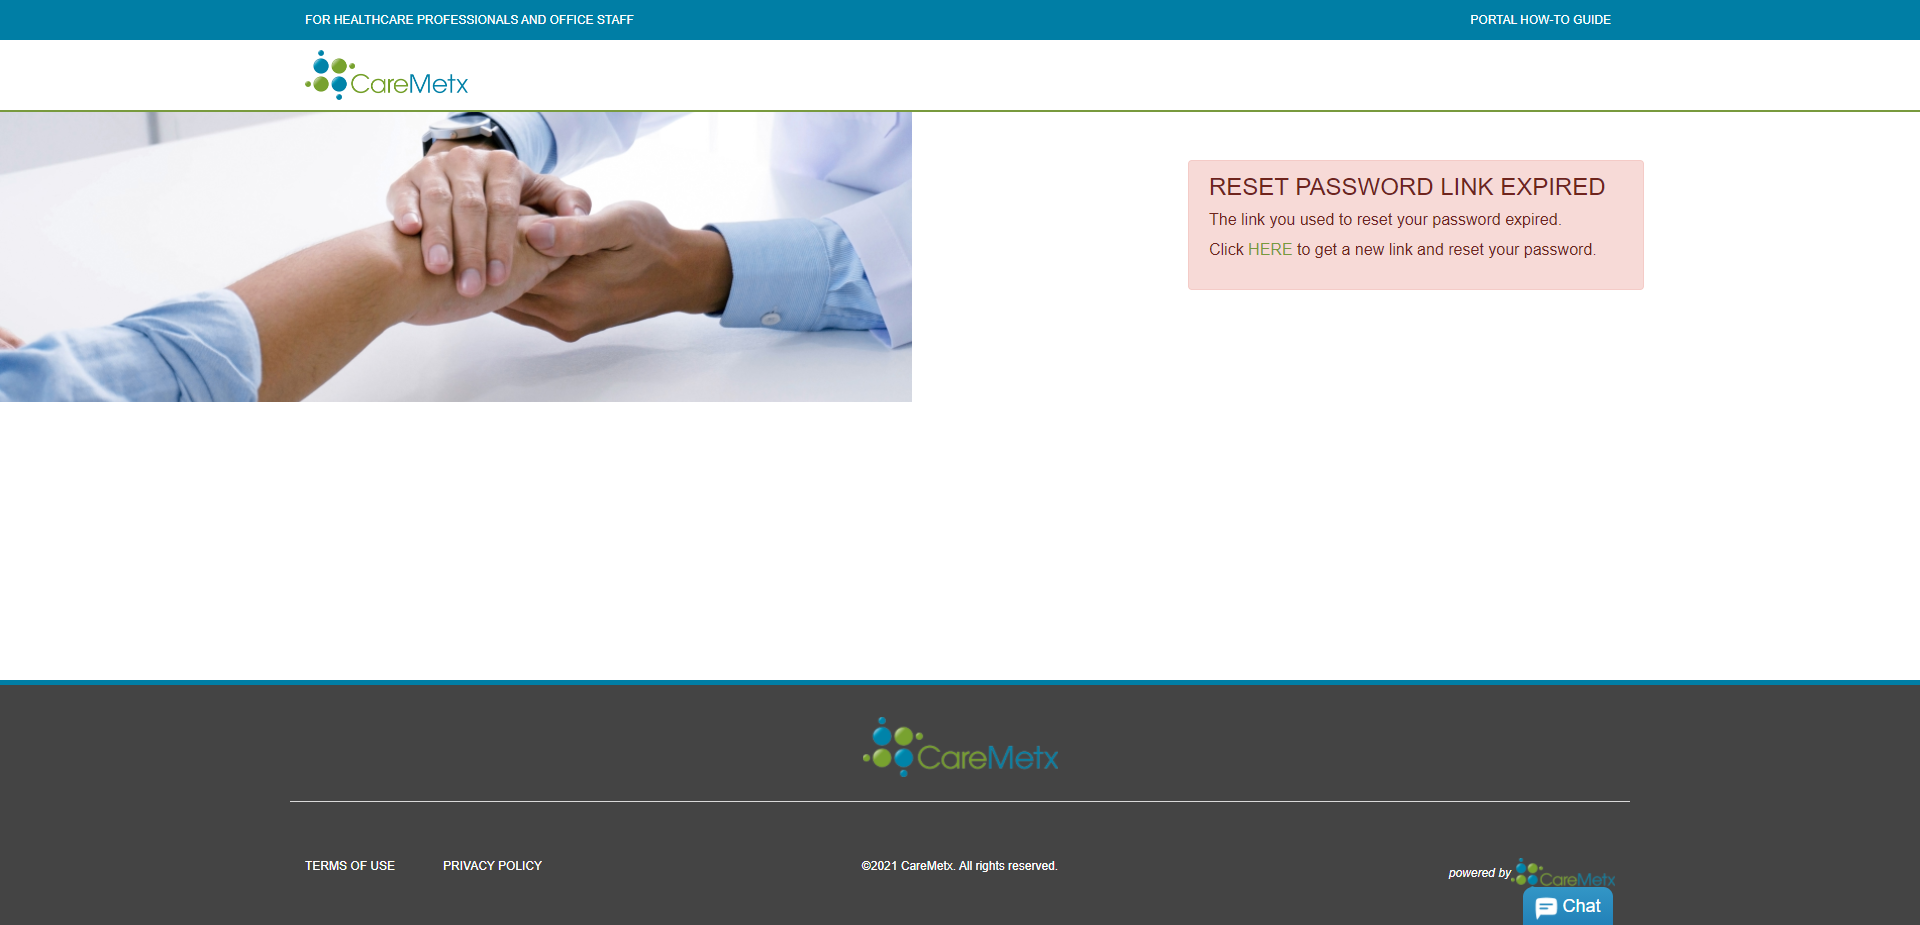 FOR HEALTHCARE PROFESSIONALS AND OFFICE STAFF
PORTAL HOW-TO GUIDE
CareMetx
RESET PASSWORD LINK EXPIRED
The link you used to reset your password expired.
Click HERE to get a new link and reset your password.
CareMetx
TERMS OF USE
PRIVACY POLICY
©2021 CareMetx. All rights reserved.
powered by CareMetx
Chat